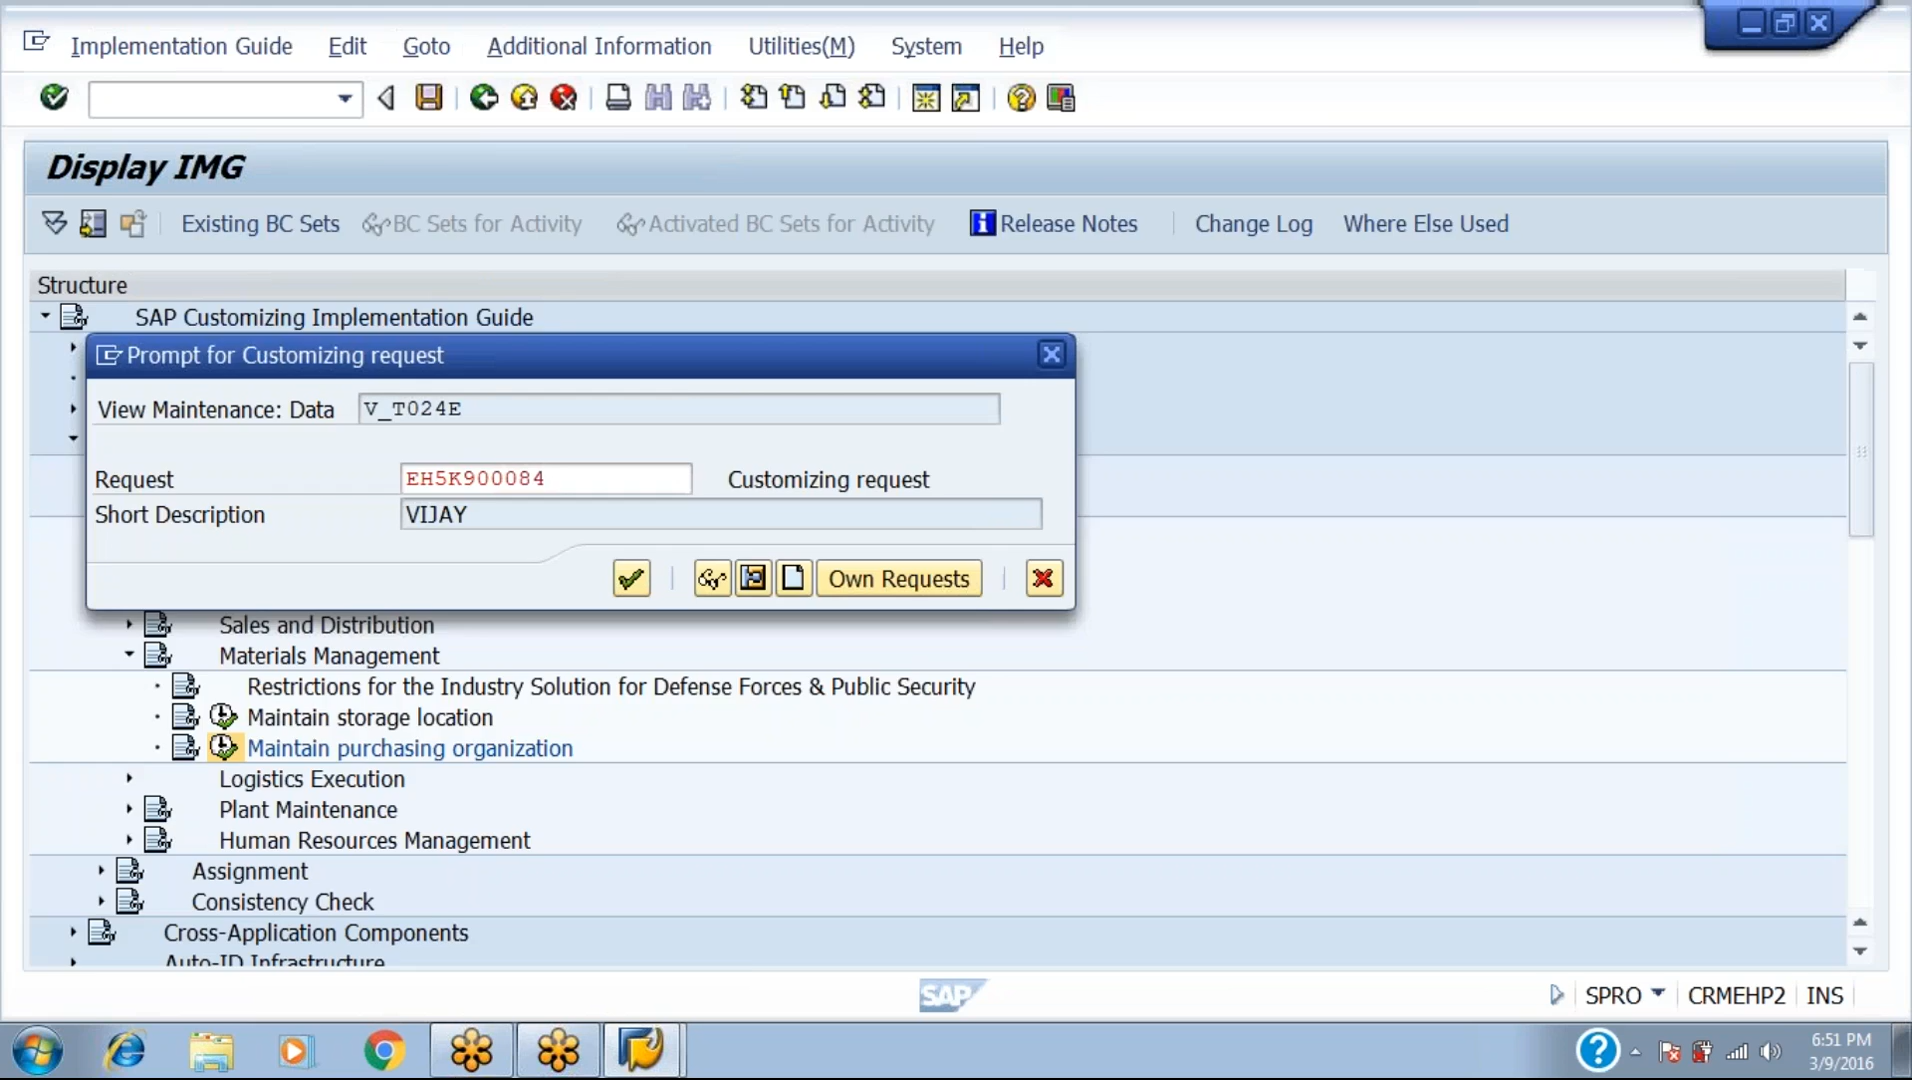 Implementation Guide Edit Goto Additional Information Utilities(M) System Help
Display IMG
Existing BC Sets BC Sets for Activity Activated BC Sets for Activity Release Notes Change Log Where Else Used
Structure
SAP Customizing Implementation Guide
Prompt for Customizing request
View Maintenance: Data V_T024E
Request EH5K900084 Customizing request
Short Description VIJAY
Own Requests
Sales and Distribution
Materials Management
Restrictions for the Industry Solution for Defense Forces & Public Security
Maintain storage location
Maintain purchasing organization
Logistics Execution
Plant Maintenance
Human Resources Management
Assignment
Consistency Check
Cross-Application Components
Auto-ID Infrastructure
SAP SPRO CRMEHP2 INS
6:51 PM
3/9/2016